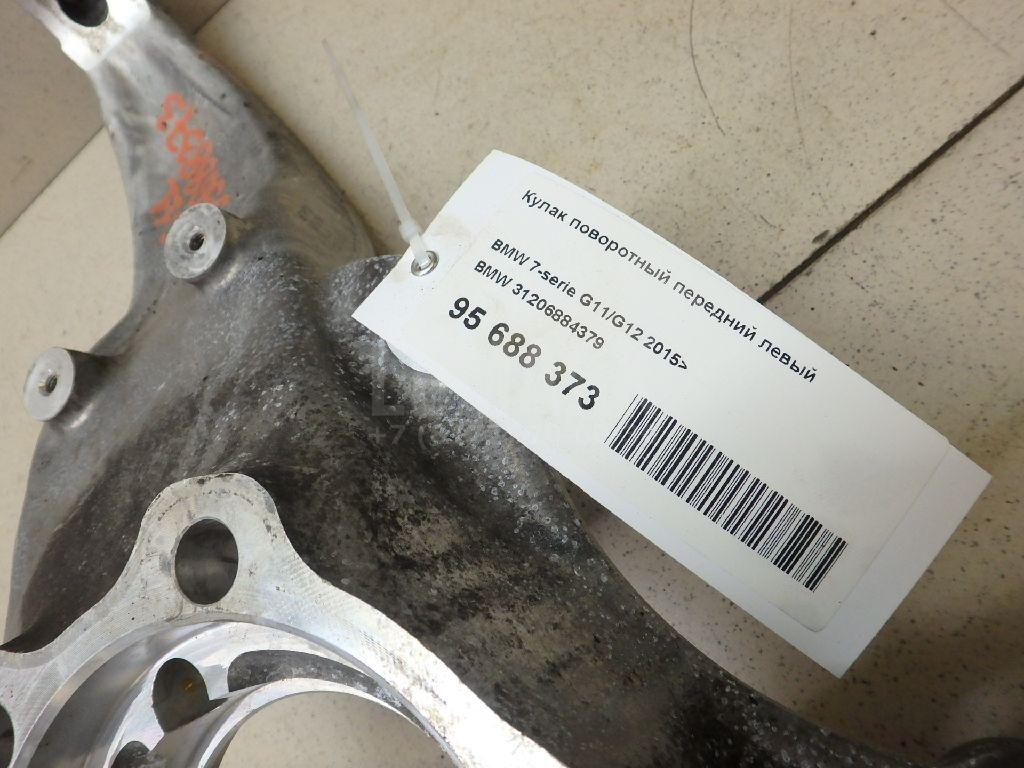 Кулак поворотный передний левый
BMW 7-serie G11/G12 2015>
BMW 31206884379
95 688 373